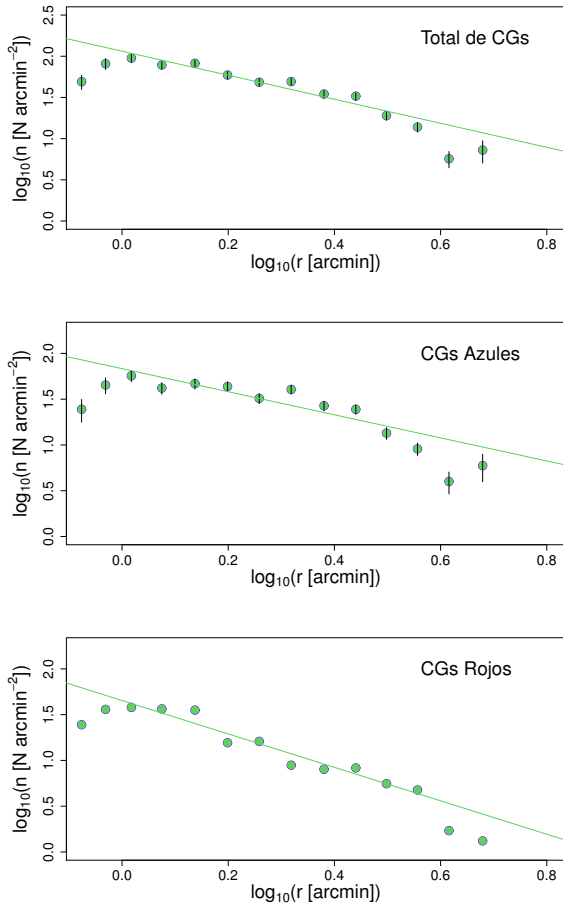 Total de CGs
log₁₀(n [N arcmin⁻²])
2.5
2.0
1.5
1.0
0.5
0.0
0.0 0.2 0.4 0.6 0.8
log₁₀(r [arcmin])
CGs Azules
log₁₀(n [N arcmin⁻²])
2.0
1.5
1.0
0.5
0.0
0.0 0.2 0.4 0.6 0.8
log₁₀(r [arcmin])
CGs Rojos
log₁₀(n [N arcmin⁻²])
2.0
1.5
1.0
0.5
0.0
0.0 0.2 0.4 0.6 0.8
log₁₀(r [arcmin])